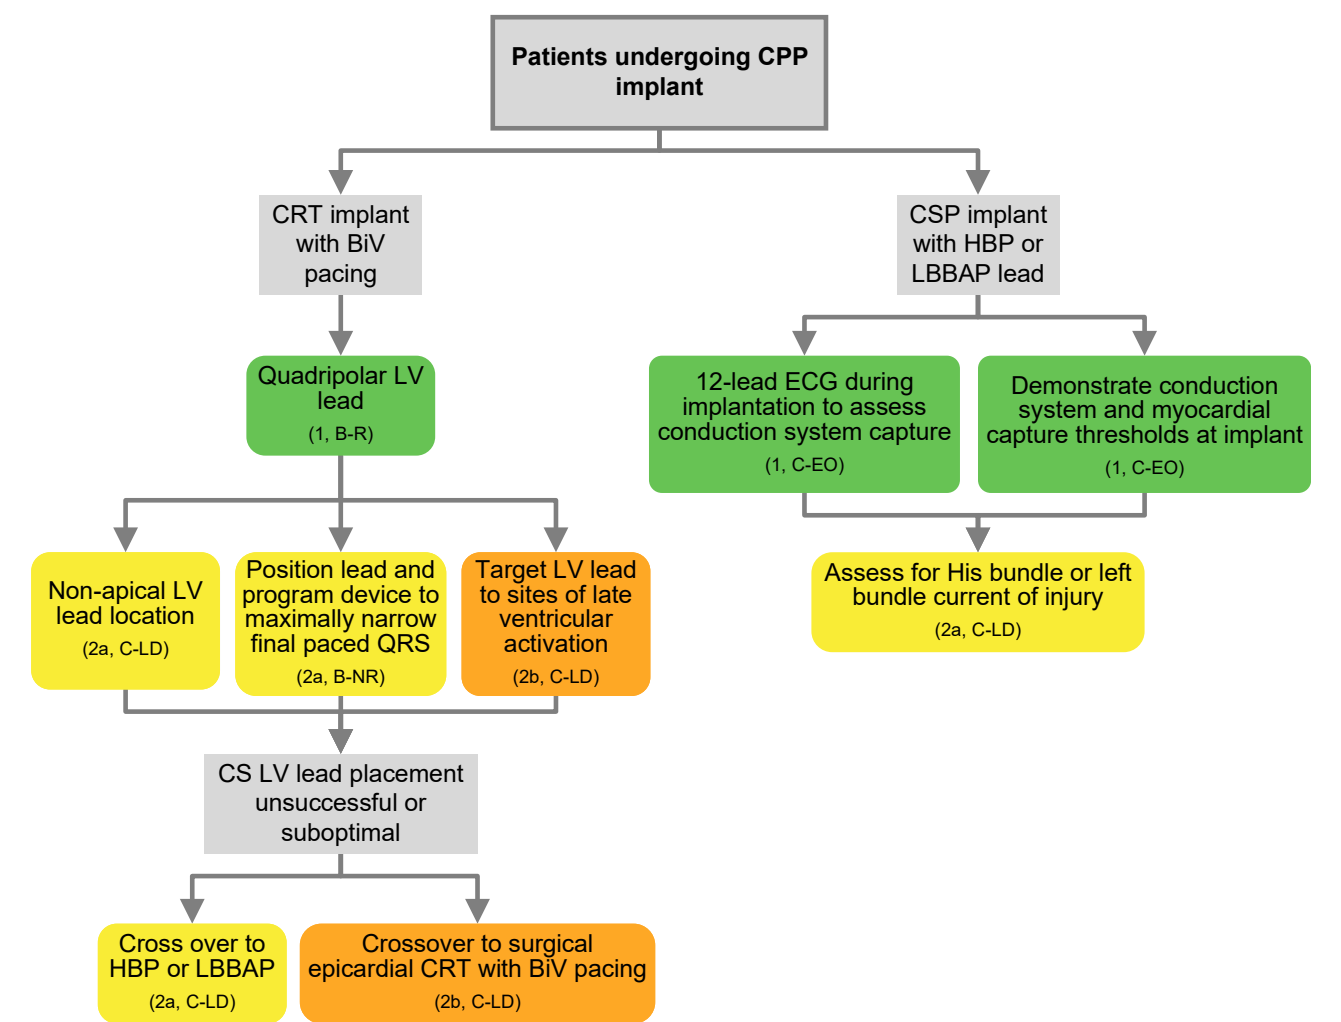 Patients undergoing CPP
implant
CRT implant
with BiV
pacing
CSP implant
with HBP or
LBBAP lead
Quadripolar LV
lead
(1, B-R)
12-lead ECG during
implantation to assess
conduction system capture
(1, C-EO)
Demonstrate conduction
system and myocardial
capture thresholds at implant
(1, C-EO)
Non-apical LV
lead location
(2a, C-LD)
Position lead and
program device to
maximally narrow
final paced QRS
(2a, B-NR)
Target LV lead
to sites of late
ventricular
activation
(2b, C-LD)
Assess for His bundle or left
bundle current of injury
(2a, C-LD)
CS LV lead placement
unsuccessful or
suboptimal
Cross over to
HBP or LBBAP
(2a, C-LD)
Crossover to surgical
epicardial CRT with BiV pacing
(2b, C-LD)